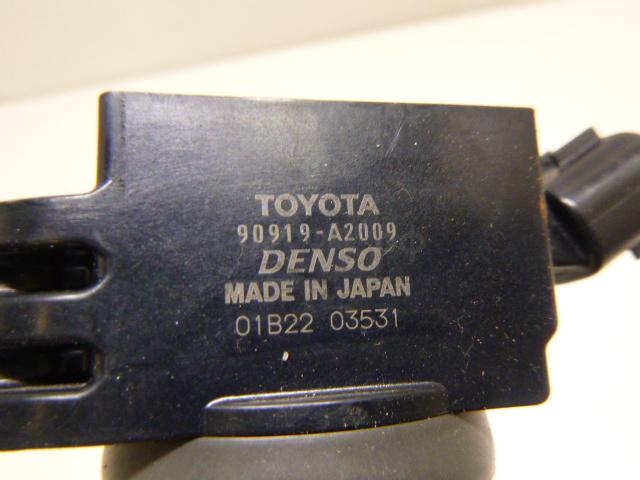 TOYOTA
90919-A2009
DENSO
MADE IN JAPAN
01B22 03531